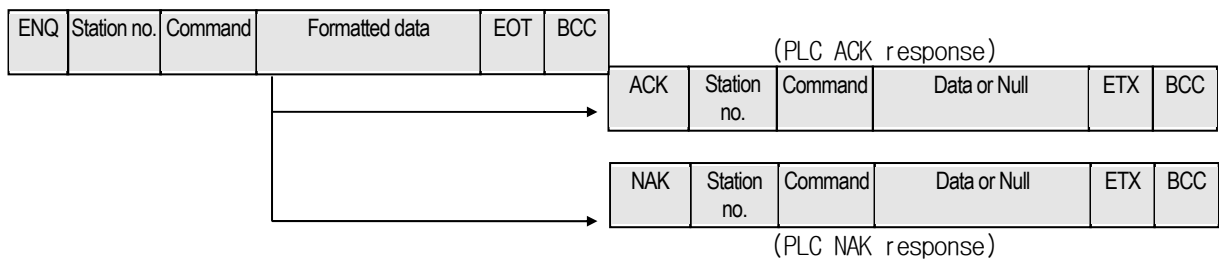 ENQ Station no. Command Formatted data EOT BCC
(PLC ACK response)
ACK Station no. Command Data or Null ETX BCC
NAK Station no. Command Data or Null ETX BCC
(PLC NAK response)